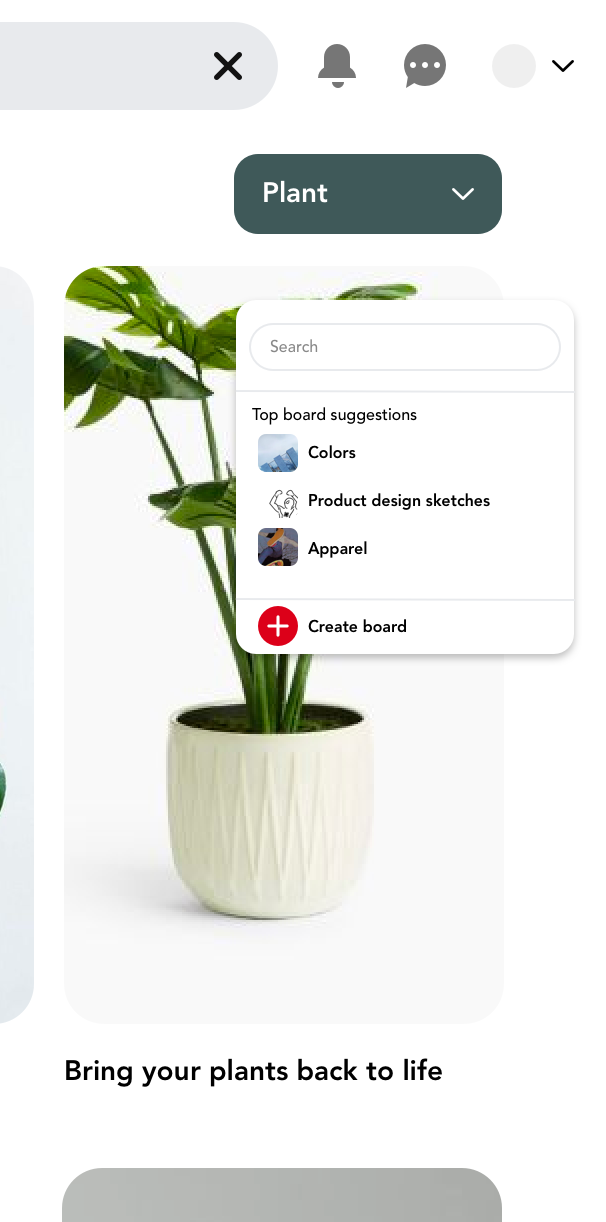 Plant
Search
Top board suggestions
Colors
Product design sketches
Apparel
Create board
Bring your plants back to life